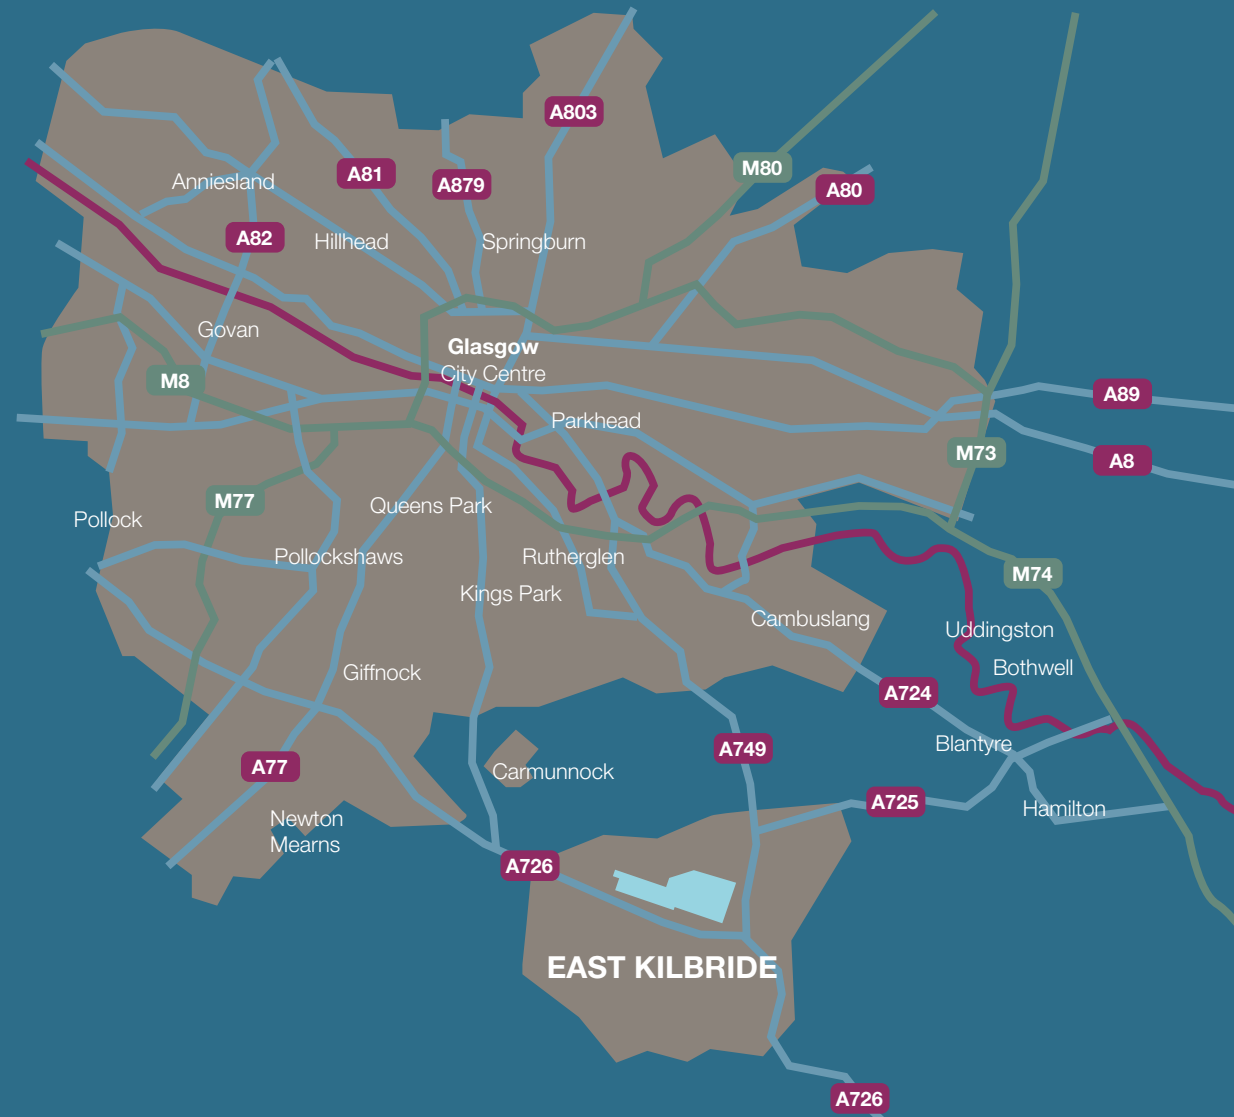 A803
M80
A81
A879
Anniesland
A80
A82
Hillhead
Springburn
Govan
Glasgow
City Centre
M8
A89
Parkhead
M73
A8
M77
Queens Park
Pollock
Pollockshaws
Rutherglen
M74
Kings Park
Cambuslang
Uddingston
Giffnock
Bothwell
A724
A749
Blantyre
A77
Carmunnock
A725
Hamilton
Newton
Mearns
A726
EAST KILBRIDE
A726